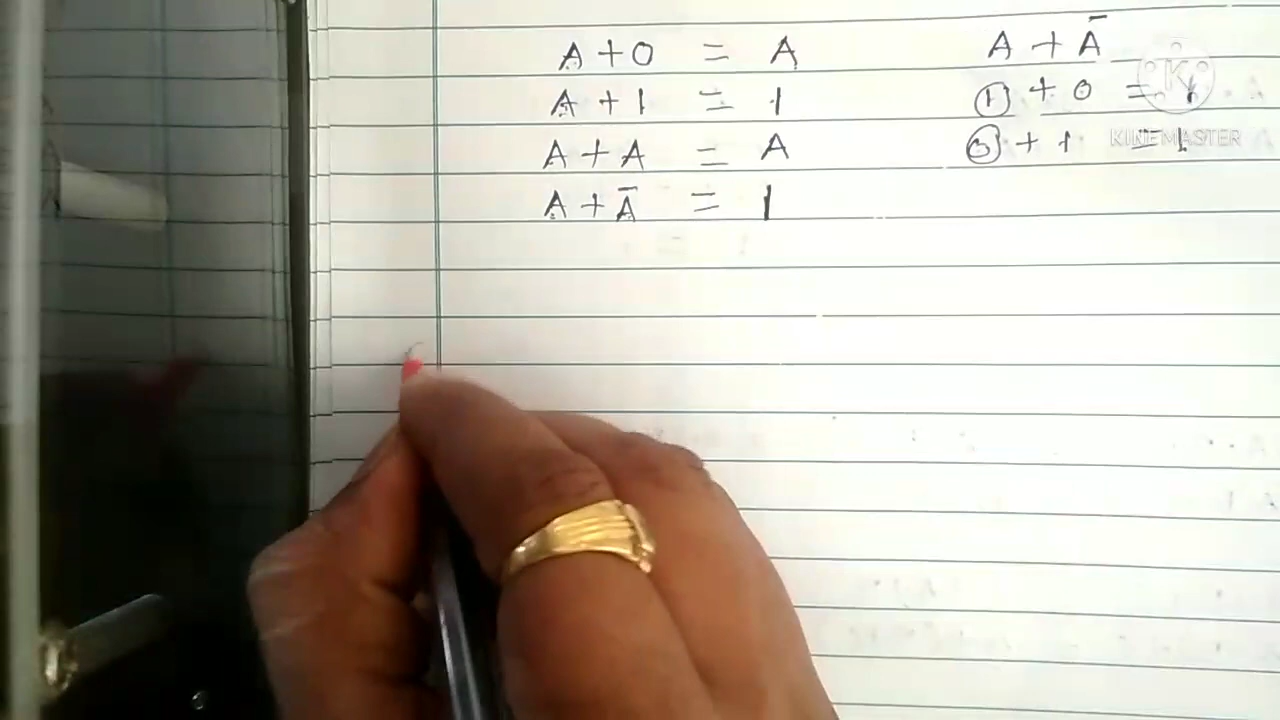 A + 0 = A
A + 1 = 1
A + A = A
A + Ā = 1
A + Ā
1 + 0 = 1
0 + 1 = 1
K
KINEMASTER